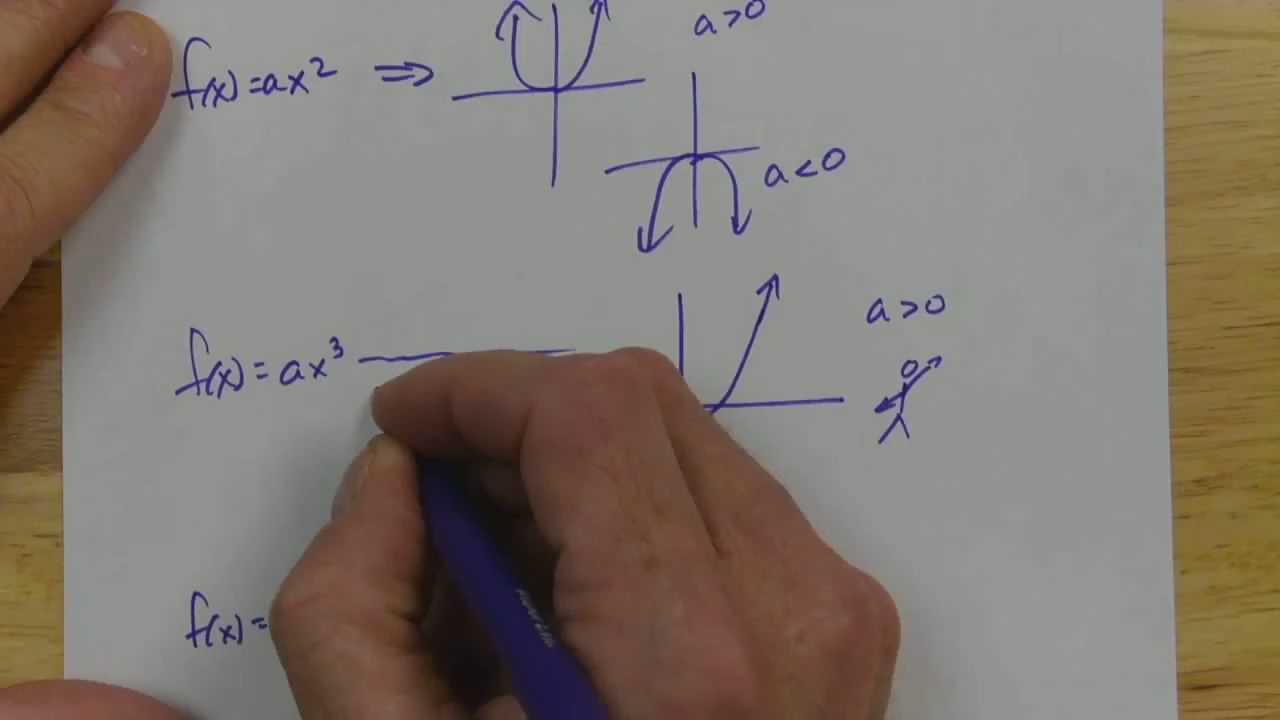 f(x)=ax² ⇒
a>0
a<0
f(x)=ax³
a>0
f(x)=